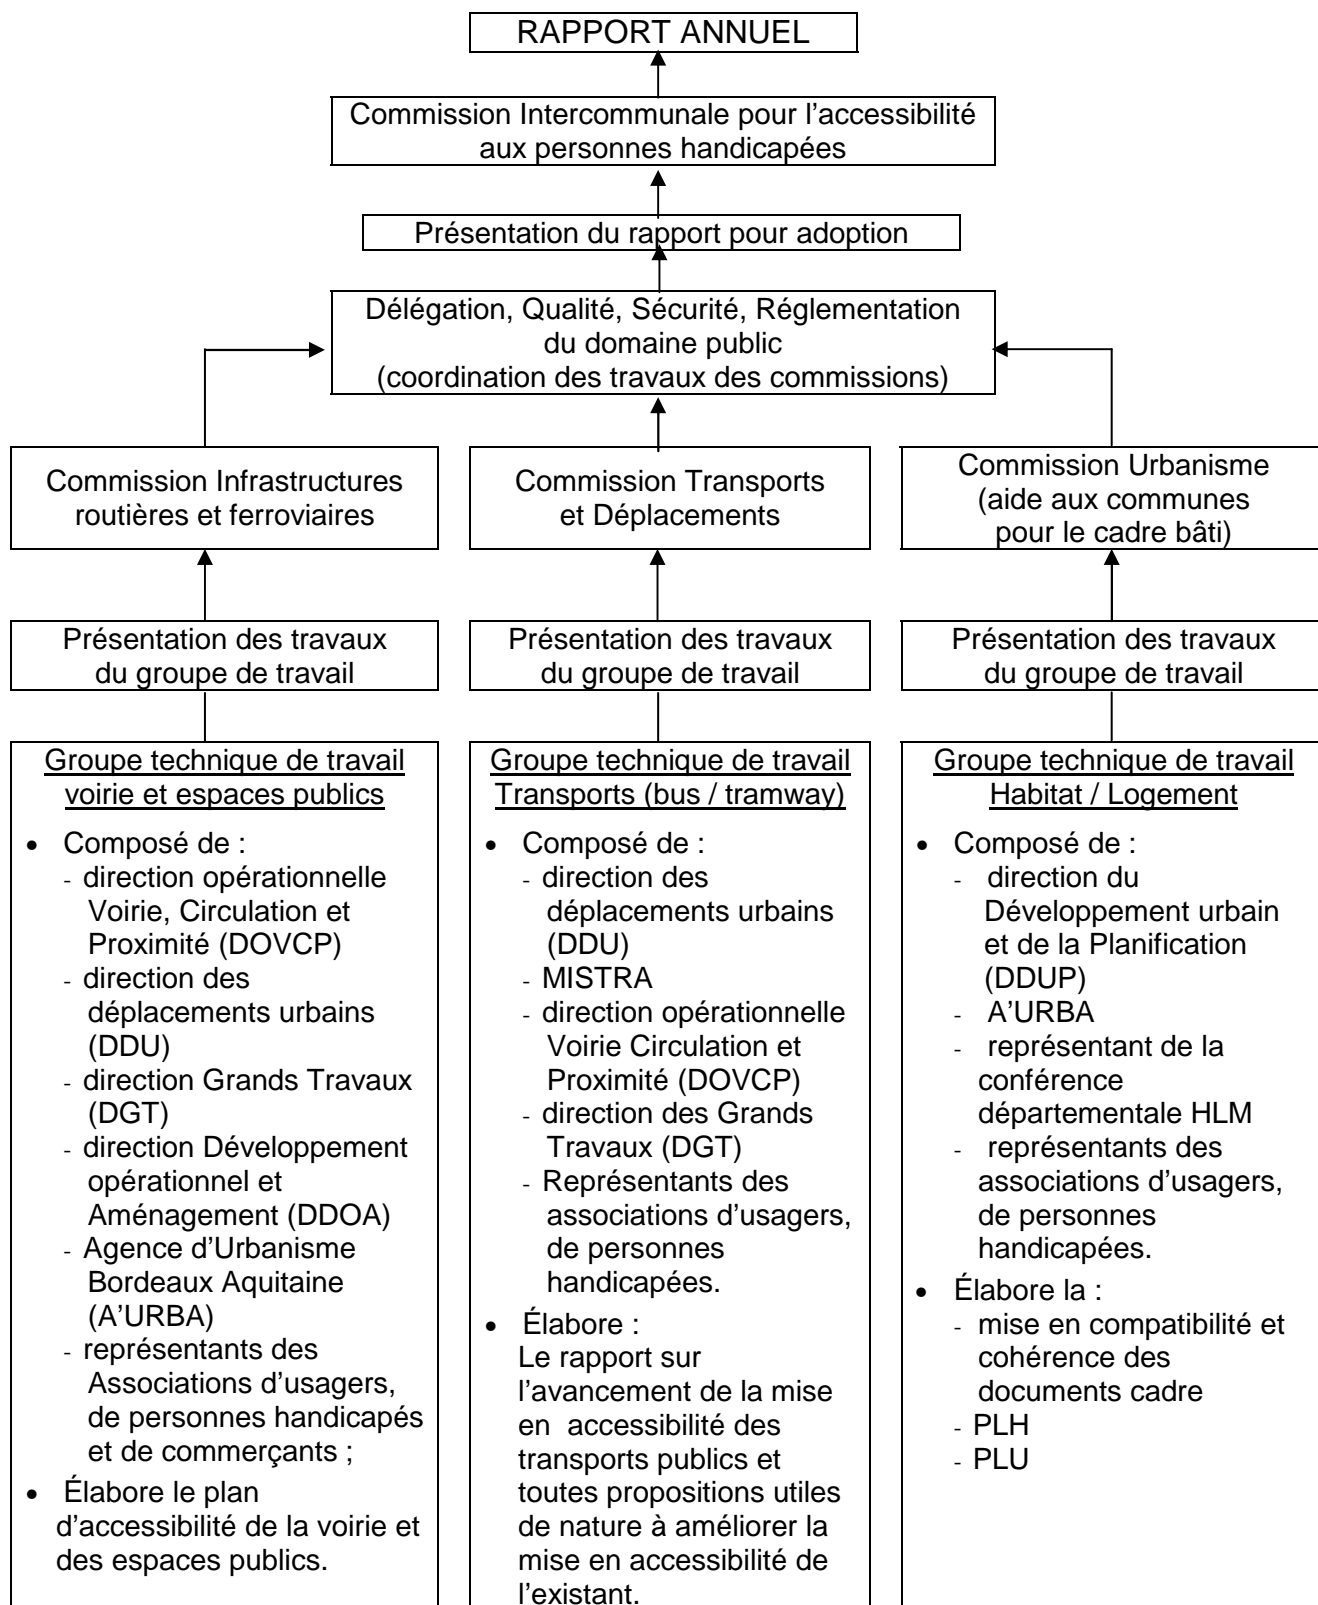 RAPPORT ANNUEL
Commission Intercommunale pour l'accessibilité
aux personnes handicapées
Présentation du rapport pour adoption
Délégation, Qualité, Sécurité, Réglementation
du domaine public
(coordination des travaux des commissions)
Commission Infrastructures
routières et ferroviaires
Commission Transports
et Déplacements
Commission Urbanisme
(aide aux communes
pour le cadre bâti)
Présentation des travaux
du groupe de travail
Présentation des travaux
du groupe de travail
Présentation des travaux
du groupe de travail
Groupe technique de travail
voirie et espaces publics
• Composé de :
- direction opérationnelle
Voirie, Circulation et
Proximité (DOVCP)
- direction des
déplacements urbains
(DDU)
- direction Grands Travaux
(DGT)
- direction Développement
opérationnel et
Aménagement (DDOA)
- Agence d'Urbanisme
Bordeaux Aquitaine
(A'URBA)
- représentants des
Associations d'usagers,
de personnes handicapés
et de commerçants ;
• Élabore le plan
d'accessibilité de la voirie et
des espaces publics.
Groupe technique de travail
Transports (bus / tramway)
• Composé de :
- direction des
déplacements urbains
(DDU)
- MISTRA
- direction opérationnelle
Voirie Circulation et
Proximité (DOVCP)
- direction des Grands
Travaux (DGT)
- Représentants des
associations d'usagers,
de personnes
handicapées.
• Élabore :
Le rapport sur
l'avancement de la mise
en accessibilité des
transports publics et
toutes propositions utiles
de nature à améliorer la
mise en accessibilité de
l'existant.
Groupe technique de travail
Habitat / Logement
• Composé de :
- direction du
Développement urbain
et de la Planification
(DDUP)
- A'URBA
- représentant de la
conférence
départementale HLM
- représentants des
associations d'usagers,
de personnes
handicapées.
• Élabore la :
- mise en compatibilité et
cohérence des
documents cadre
- PLH
- PLU